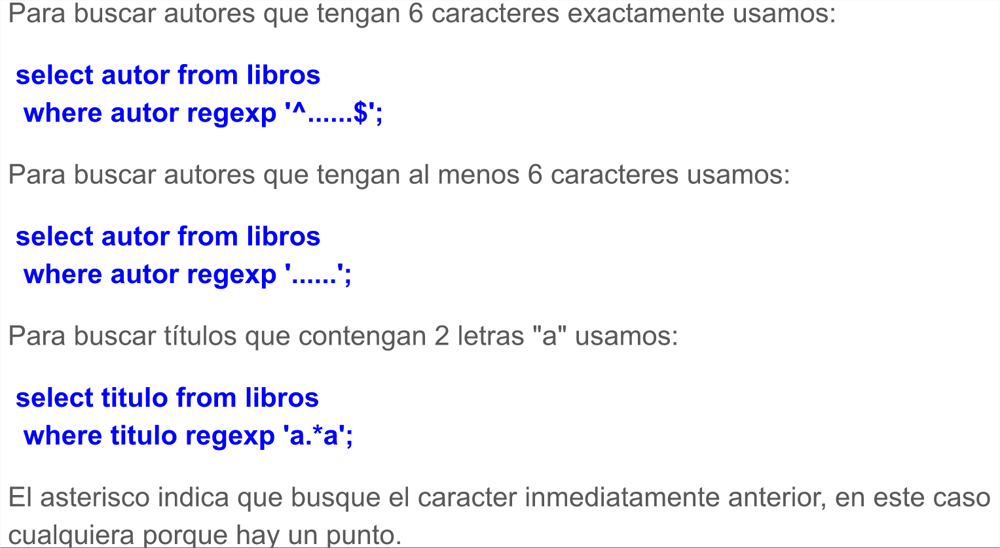 Para buscar autores que tengan 6 caracteres exactamente usamos:
select autor from libros
where autor regexp '^......$';
Para buscar autores que tengan al menos 6 caracteres usamos:
select autor from libros
where autor regexp '......';
Para buscar títulos que contengan 2 letras "a" usamos:
select titulo from libros
where titulo regexp 'a.*a';
El asterisco indica que busque el caracter inmediatamente anterior, en este caso
cualquiera porque hay un punto.